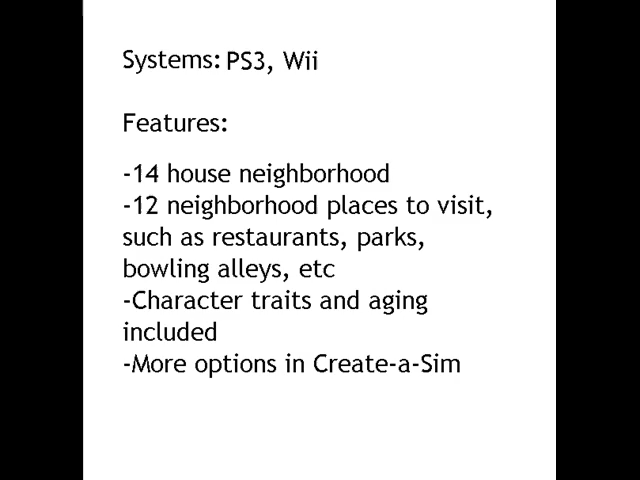 Systems: PS3, Wii
Features:
-14 house neighborhood
-12 neighborhood places to visit,
such as restaurants, parks,
bowling alleys, etc
-Character traits and aging
included
-More options in Create-a-Sim